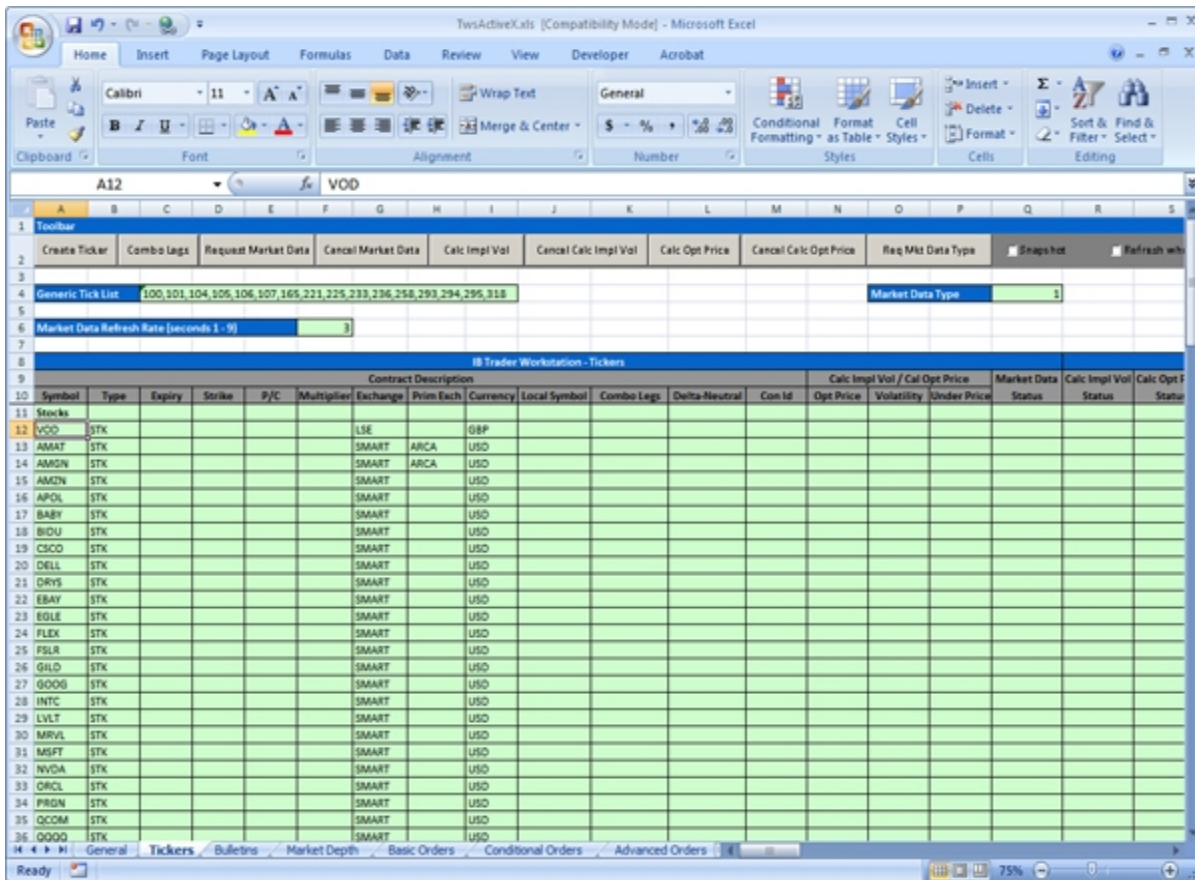 TwsActiveX.xls [Compatibility Mode] - Microsoft Excel
Home Insert Page Layout Formulas Data Review View Developer Acrobat
Calibri 11 A A Wrap Text General Insert Σ
Paste B I U A Merge & Center $ % , Conditional Formatting as Table Format Cell Styles Delete Format Sort & Filter Find & Select
Clipboard Font Alignment Number Styles Cells Editing
A12 fx VOD
A B C D E F G H I J K L M N O P Q R S
1 Toolbar
2 Create Ticker Combo Legs Request Market Data Cancel Market Data Calc Impl Vol Cancel Calc Impl Vol Calc Opt Price Cancel Calc Opt Price Req Mkt Data Type Snapshot Refresh
3
4 Generic Tick List 100,101,104,105,106,107,165,221,225,233,236,258,293,294,295,318 Market Data Type 1
5
6 Market Data Refresh Rate (seconds 1 - 9) 3
7
8 IB Trader Workstation - Tickers
9 Contract Description Calc Impl Vol / Cal Opt Price Market Data Calc Impl Vol Calc Opt
10 Symbol Type Expiry Strike P/C Multiplier Exchange Prim Exch Currency Local Symbol Combo Legs Delta-Neutral Con Id Opt Price Volatility Under Price Status Status Status
11 Stocks
12 VOD STK LSE GBP
13 AMAT STK SMART ARCA USD
14 AMGN STK SMART ARCA USD
15 AMZN STK SMART USD
16 APOL STK SMART USD
17 BABY STK SMART USD
18 BIDU STK SMART USD
19 CSCO STK SMART USD
20 DELL STK SMART USD
21 DRYS STK SMART USD
22 EBAY STK SMART USD
23 EGLE STK SMART USD
24 FLEX STK SMART USD
25 FSLR STK SMART USD
26 GILD STK SMART USD
27 GOOG STK SMART USD
28 INTC STK SMART USD
29 LVLT STK SMART USD
30 MRVL STK SMART USD
31 MSFT STK SMART USD
32 NVDA STK SMART USD
33 ORCL STK SMART USD
34 PRGN STK SMART USD
35 QCOM STK SMART USD
36 QQQQ STK SMART USD
General Tickers Bulletins Market Depth Basic Orders Conditional Orders Advanced Orders
Ready 75%